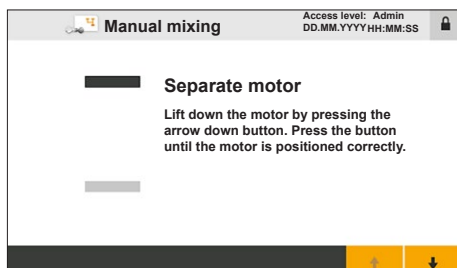 Manual mixing
Access level: Admin
DD.MM.YYYY HH:MM:SS
Separate motor
Lift down the motor by pressing the
arrow down button. Press the button
until the motor is positioned correctly.